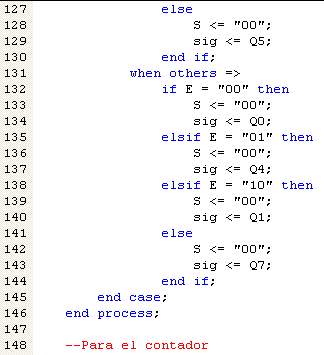 127                 else
128                     S <= "00";
129                     sig <= Q5;
130                 end if;
131             when others =>
132                 if E = "00" then
133                     S <= "00";
134                     sig <= Q0;
135                 elsif E = "01" then
136                     S <= "00";
137                     sig <= Q4;
138                 elsif E = "10" then
139                     S <= "00";
140                     sig <= Q1;
141                 else
142                     S <= "00";
143                     sig <= Q7;
144                 end if;
145         end case;
146     end process;
147
148     --Para el contador